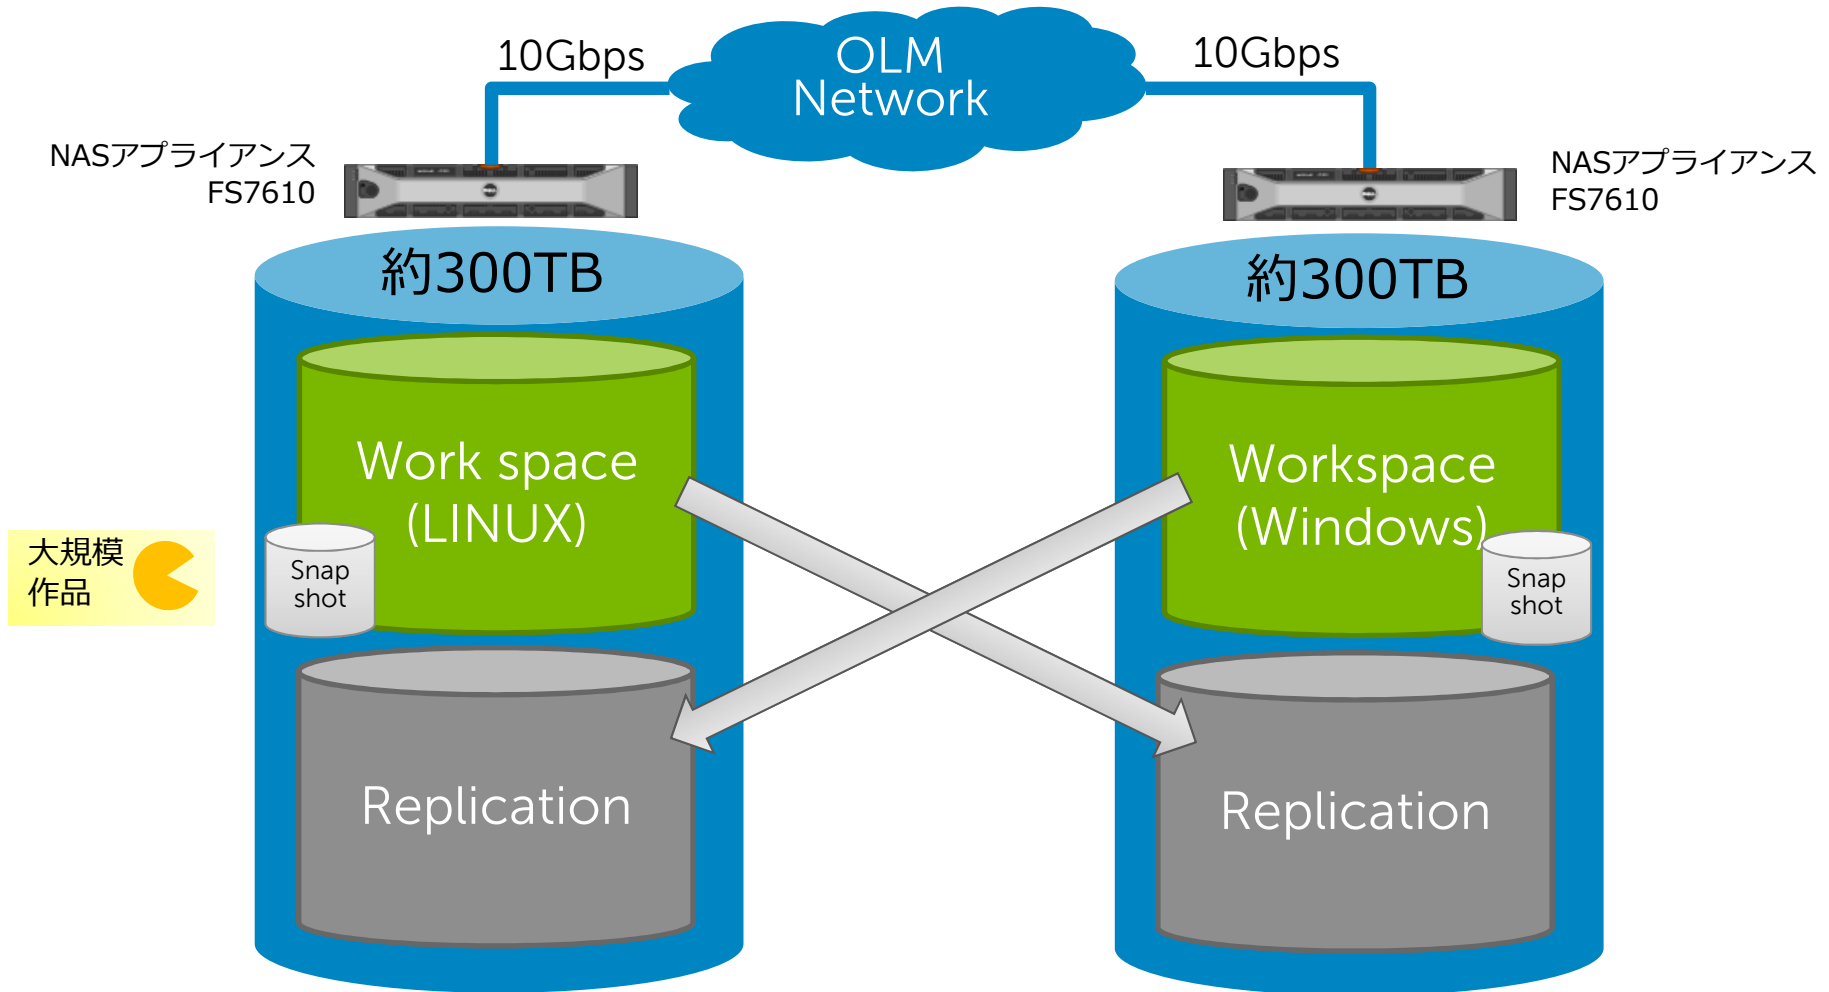 10Gbps
OLM
Network
10Gbps
NASアプライアンス
FS7610
NASアプライアンス
FS7610
約300TB
約300TB
Work space
(LINUX)
Workspace
(Windows)
大規模
作品
Snap
shot
Snap
shot
Replication
Replication